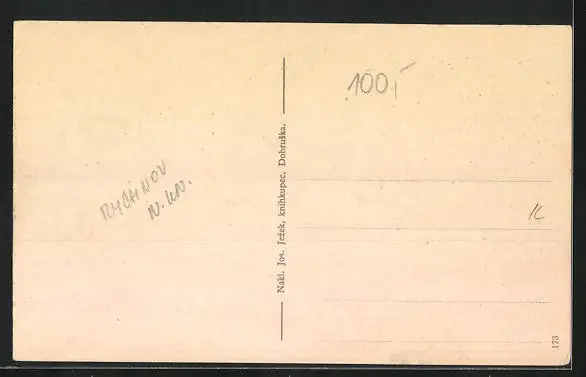 100,-
RYCHNOV
N. KN.
Nakl. Jos. Ježek, knihkupec, Dobruška.
K
173